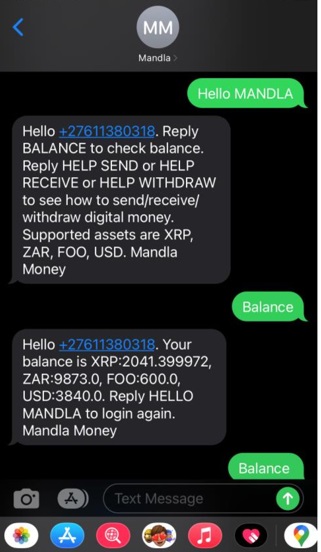 MM
Mandla
Hello MANDLA
Hello +27611380318. Reply
BALANCE to check balance.
Reply HELP SEND or HELP
RECEIVE or HELP WITHDRAW
to see how to send/receive/
withdraw digital money.
Supported assets are XRP,
ZAR, FOO, USD. Mandla
Money
Balance
Hello +27611380318. Your
balance is XRP:2041.399972,
ZAR:9873.0, FOO:600.0,
USD:3840.0. Reply HELLO
MANDLA to login again.
Mandla Money
Balance
Text Message